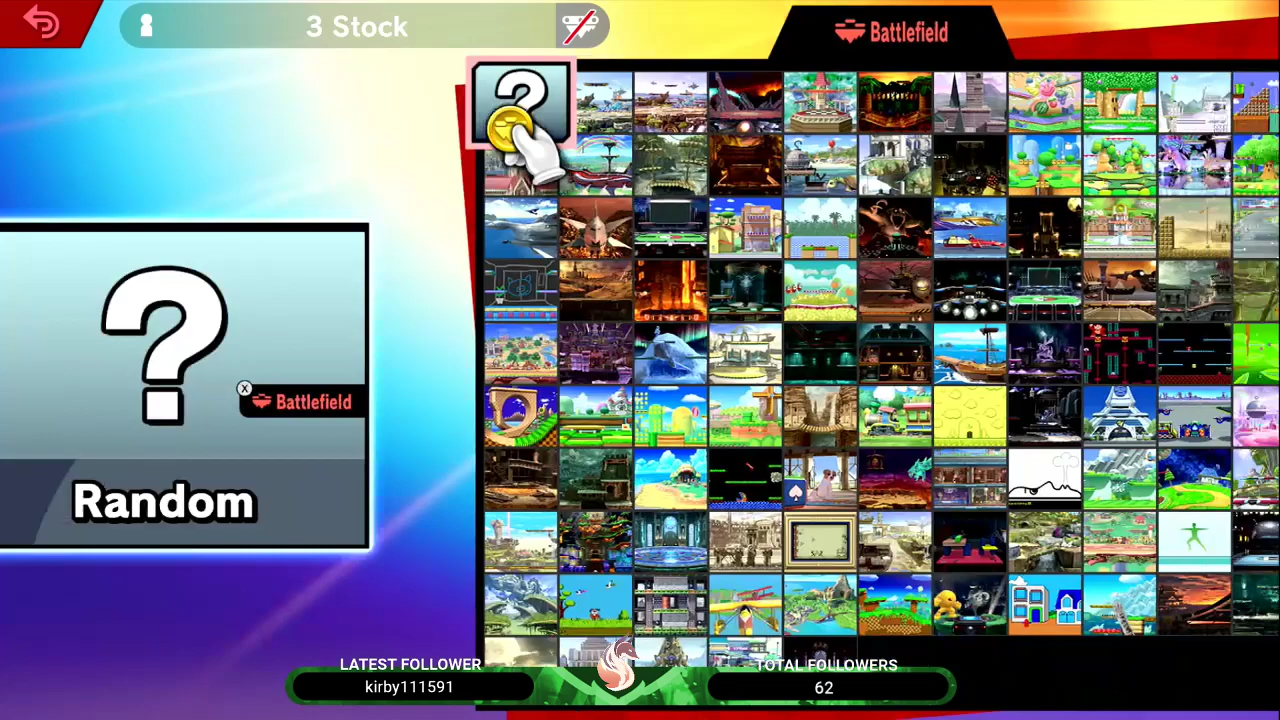 3 Stock
Battlefield
?
?
X Battlefield
Random
LATEST FOLLOWER
kirby111591
TOTAL FOLLOWERS
62